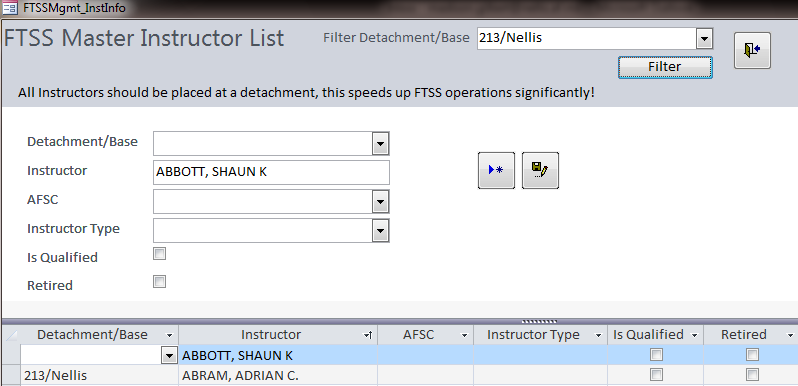 FTSSMgmt_InstInfo
FTSS Master Instructor List Filter Detachment/Base 213/Nellis
Filter
All Instructors should be placed at a detachment, this speeds up FTSS operations significantly!
Detachment/Base
Instructor ABBOTT, SHAUN K
AFSC
Instructor Type
Is Qualified
Retired
Detachment/Base Instructor AFSC Instructor Type Is Qualified Retired
ABBOTT, SHAUN K
213/Nellis ABRAM, ADRIAN C.